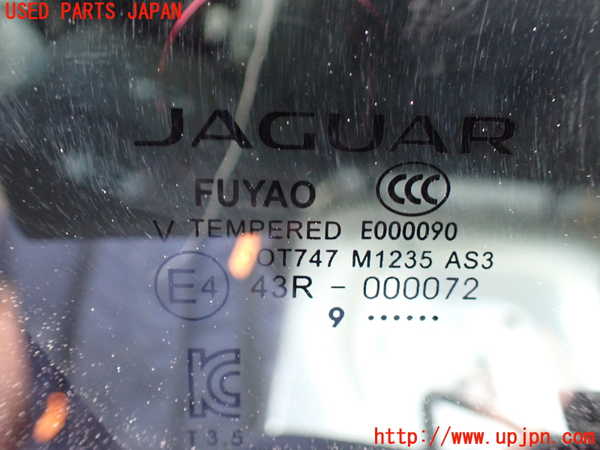 USED PARTS JAPAN
JAGUAR
FUYAO CCC
V TEMPERED E000090
DOT747 M1235 AS3
E4 43R - 000072
9 ••••••
KC
T3.5
http://www.upjpn.com